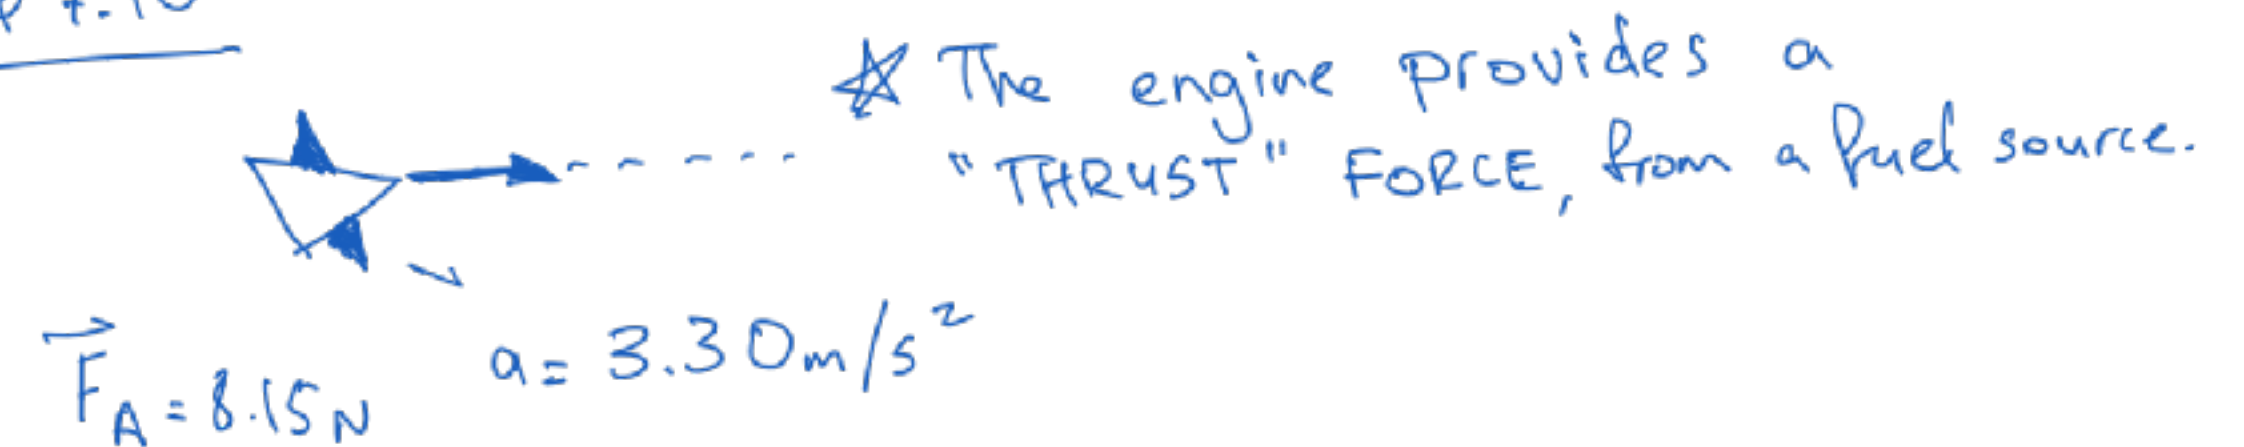 ☆ The engine provides a
"THRUST" FORCE, from a fuel source.
a = 3.30 m/s²
F⃗A = 8.15 N